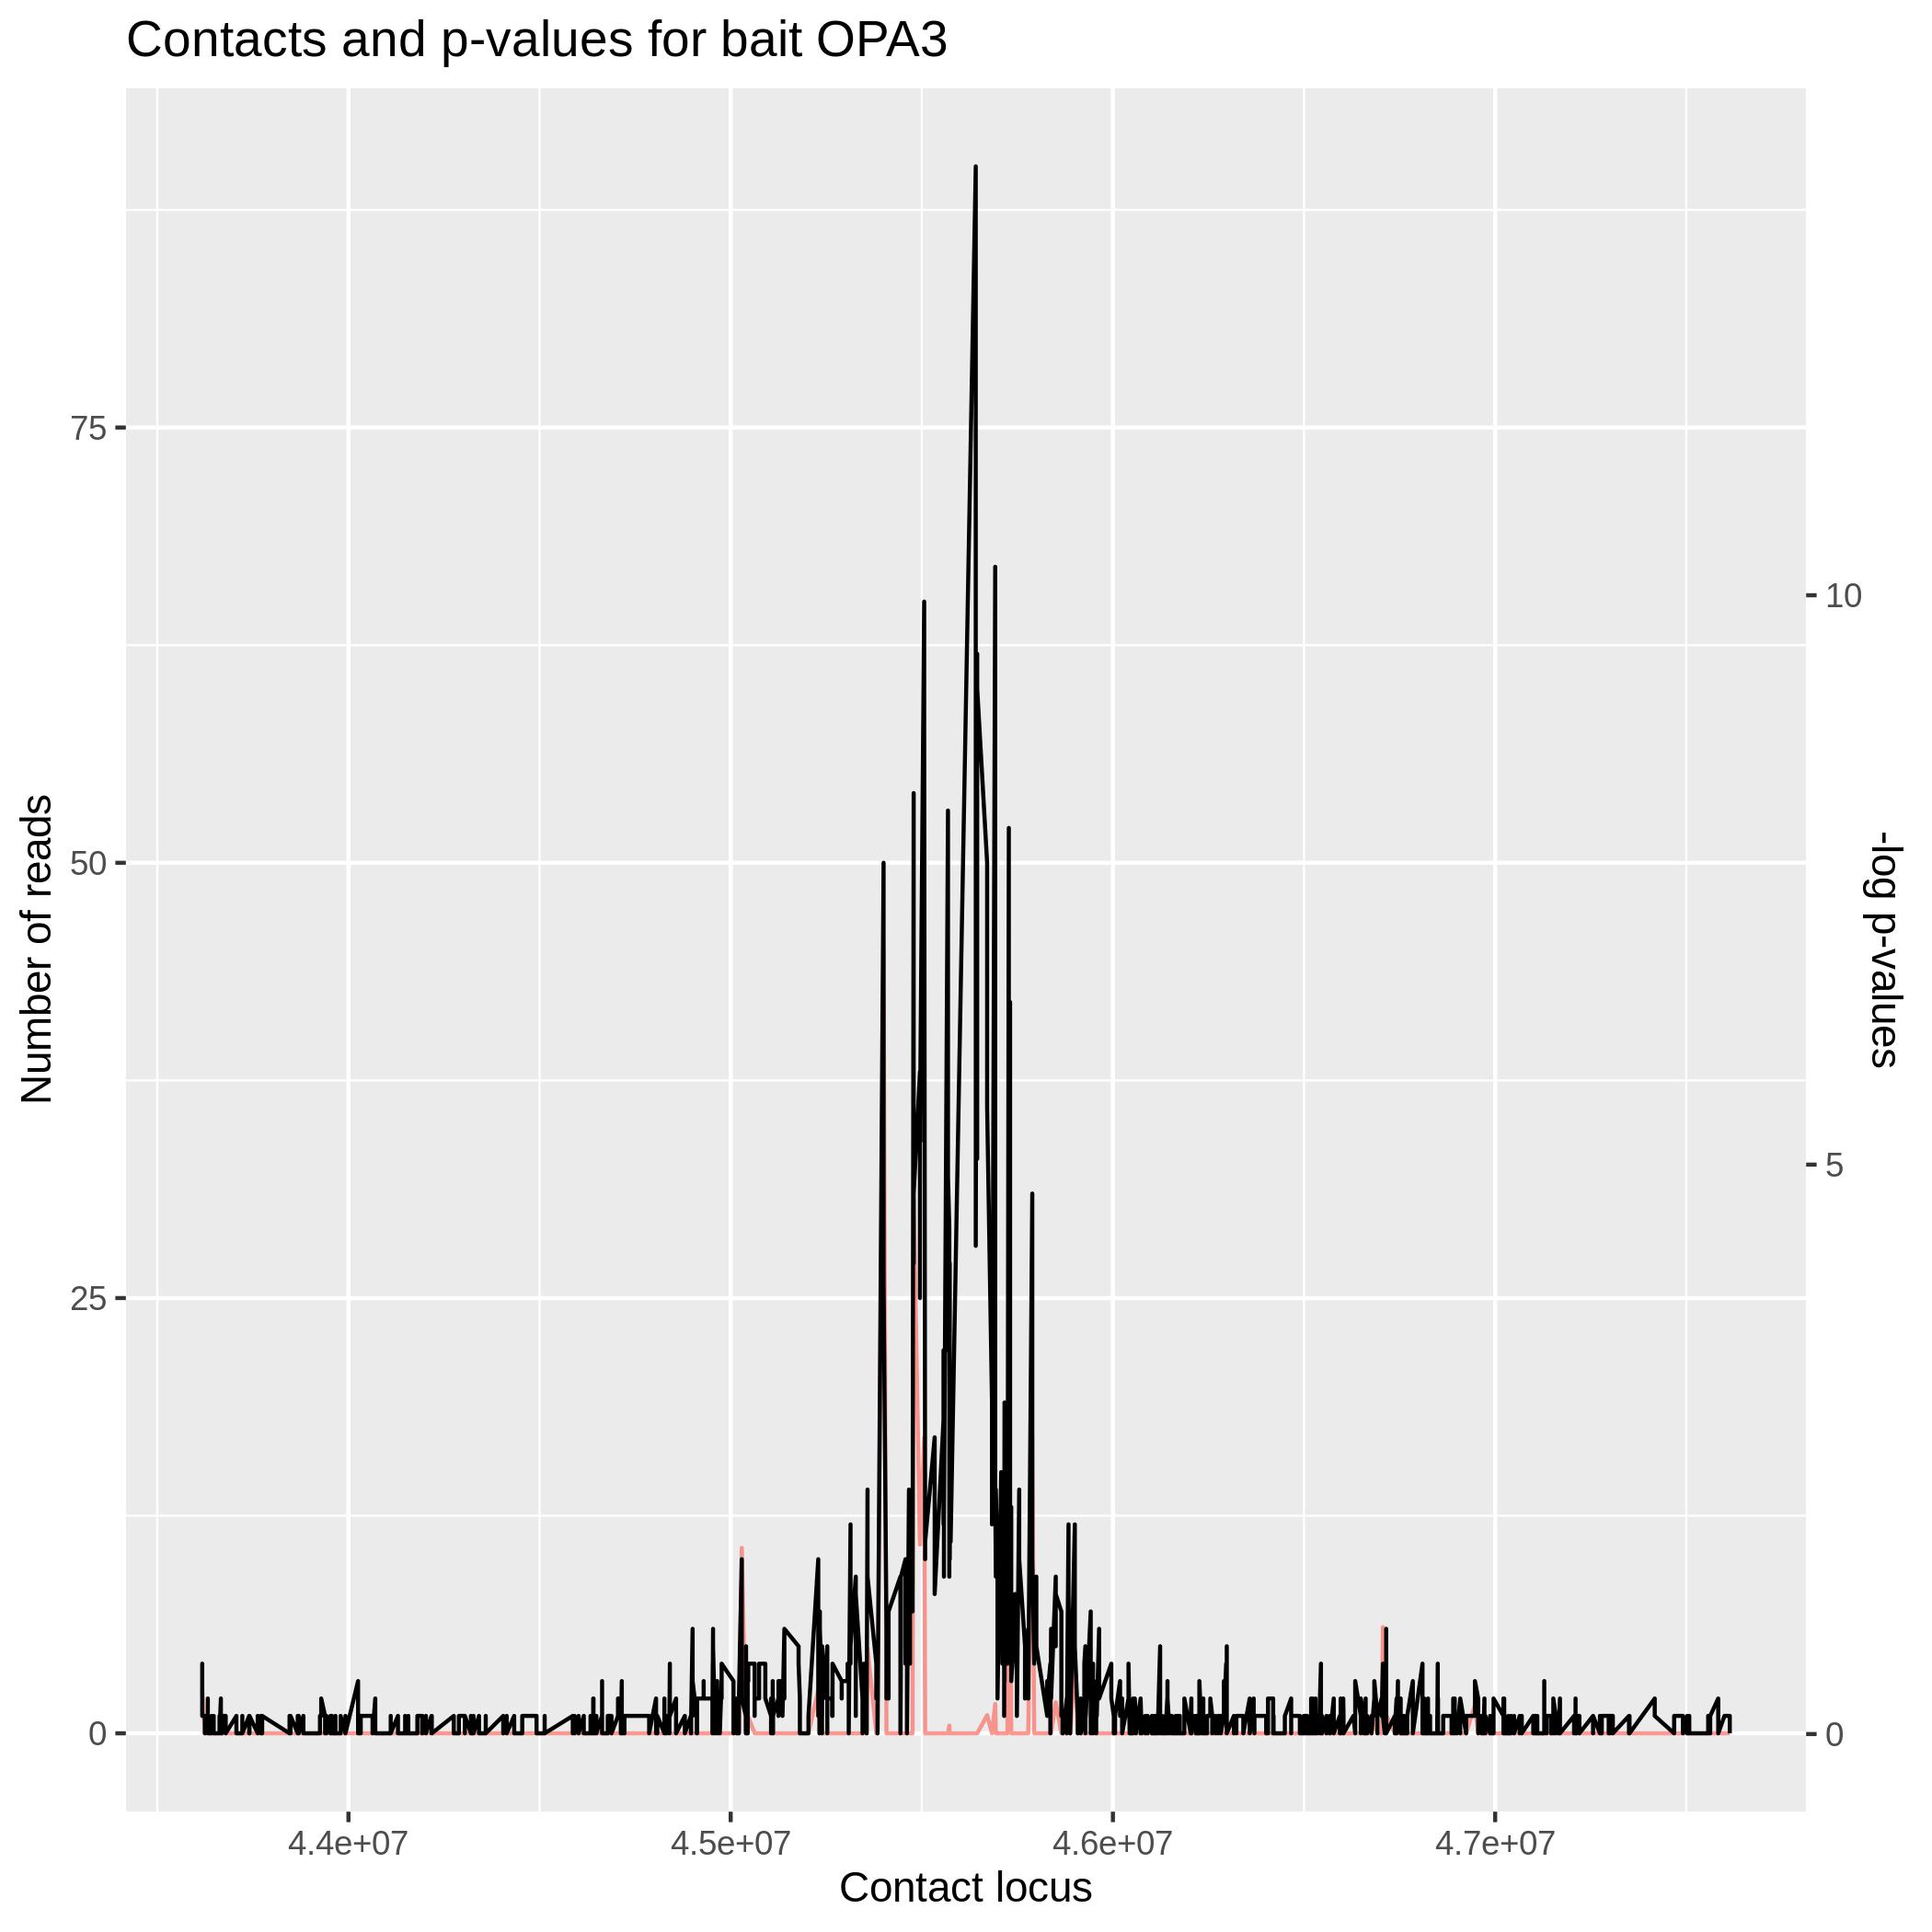 Contacts and p-values for bait OPA3
75
50
25
0
Number of reads
10
5
0
-log p-values
4.4e+07 4.5e+07 4.6e+07 4.7e+07
Contact locus